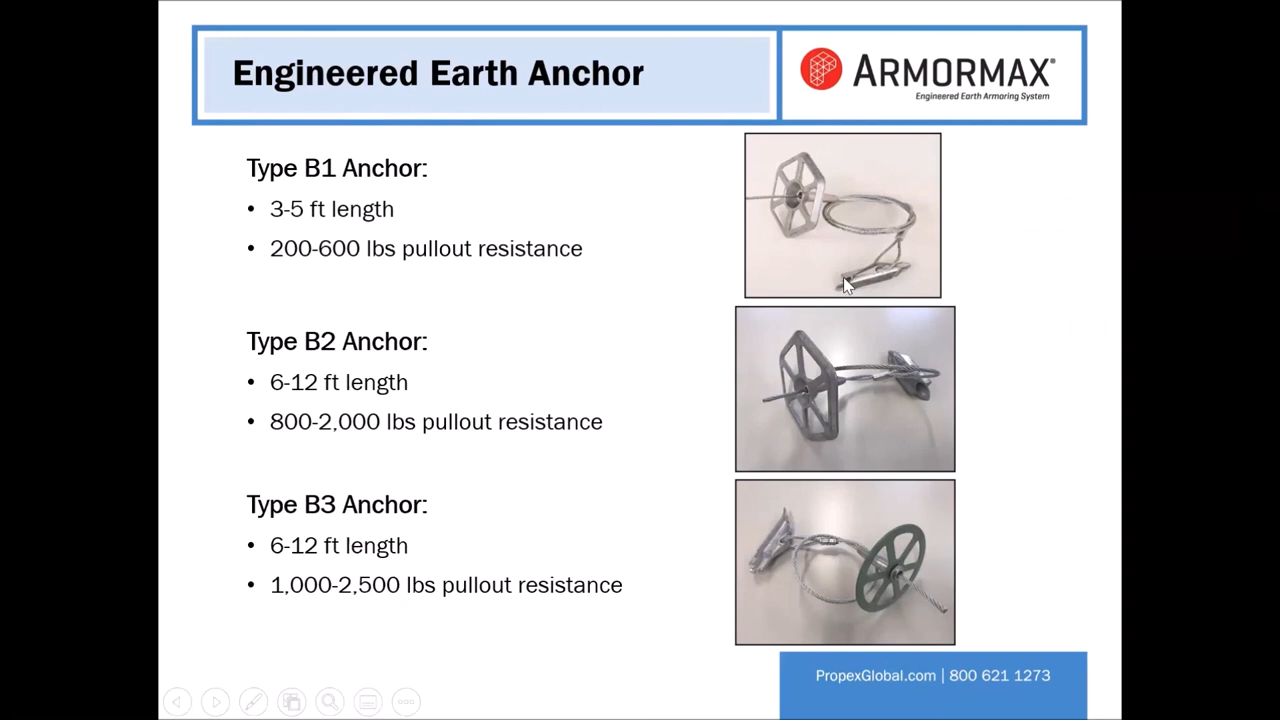 Engineered Earth Anchor
ARMORMAX®
Engineered Earth Armoring System
Type B1 Anchor:
• 3-5 ft length
• 200-600 lbs pullout resistance
Type B2 Anchor:
• 6-12 ft length
• 800-2,000 lbs pullout resistance
Type B3 Anchor:
• 6-12 ft length
• 1,000-2,500 lbs pullout resistance
PropexGlobal.com | 800 621 1273